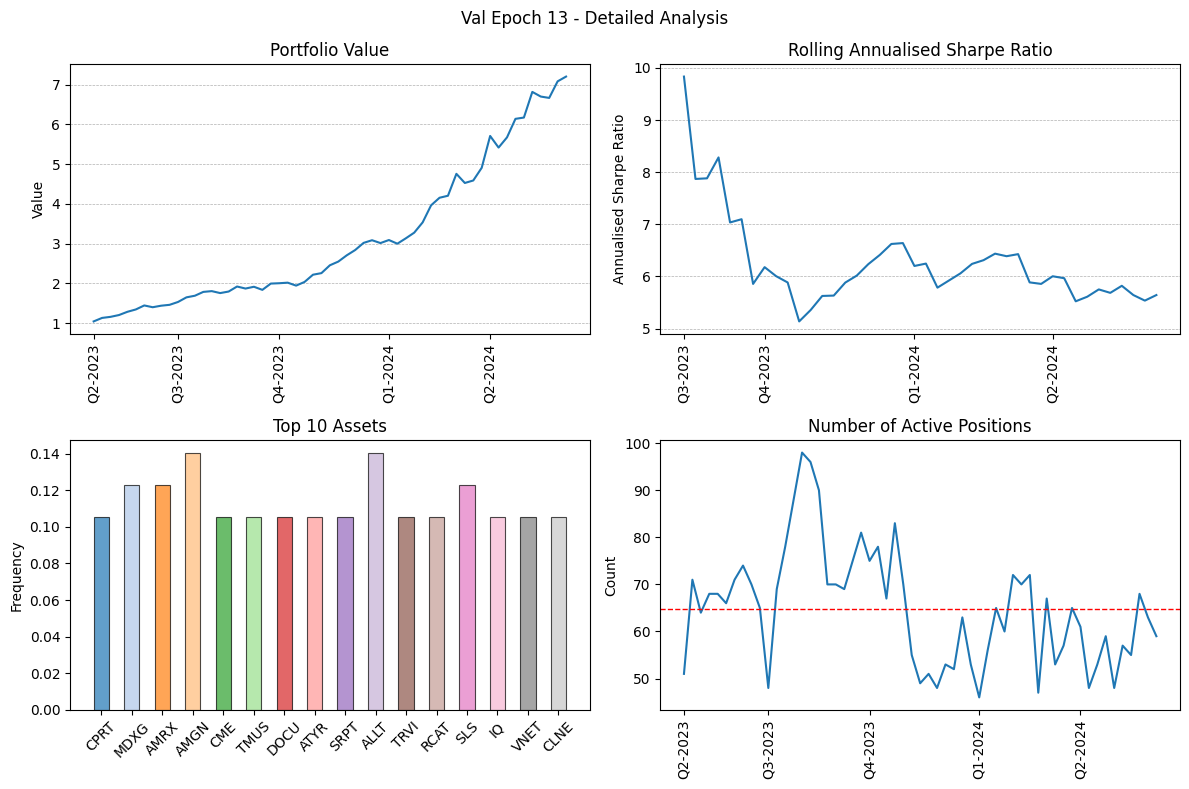 Val Epoch 13 - Detailed Analysis
Portfolio Value
Value
7
6
5
4
3
2
1
Q2-2023
Q3-2023
Q4-2023
Q1-2024
Q2-2024
Rolling Annualised Sharpe Ratio
Annualised Sharpe Ratio
10
9
8
7
6
5
Q3-2023
Q4-2023
Q1-2024
Q2-2024
Top 10 Assets
Frequency
0.14
0.12
0.10
0.08
0.06
0.04
0.02
0.00
CPRT
MDXG
AMRX
AMGN
CME
TMUS
DOCU
ATYR
SRPT
ALLT
TRVI
RCAT
SLS
IQ
VNET
CLNE
Number of Active Positions
Count
100
90
80
70
60
50
Q2-2023
Q3-2023
Q4-2023
Q1-2024
Q2-2024